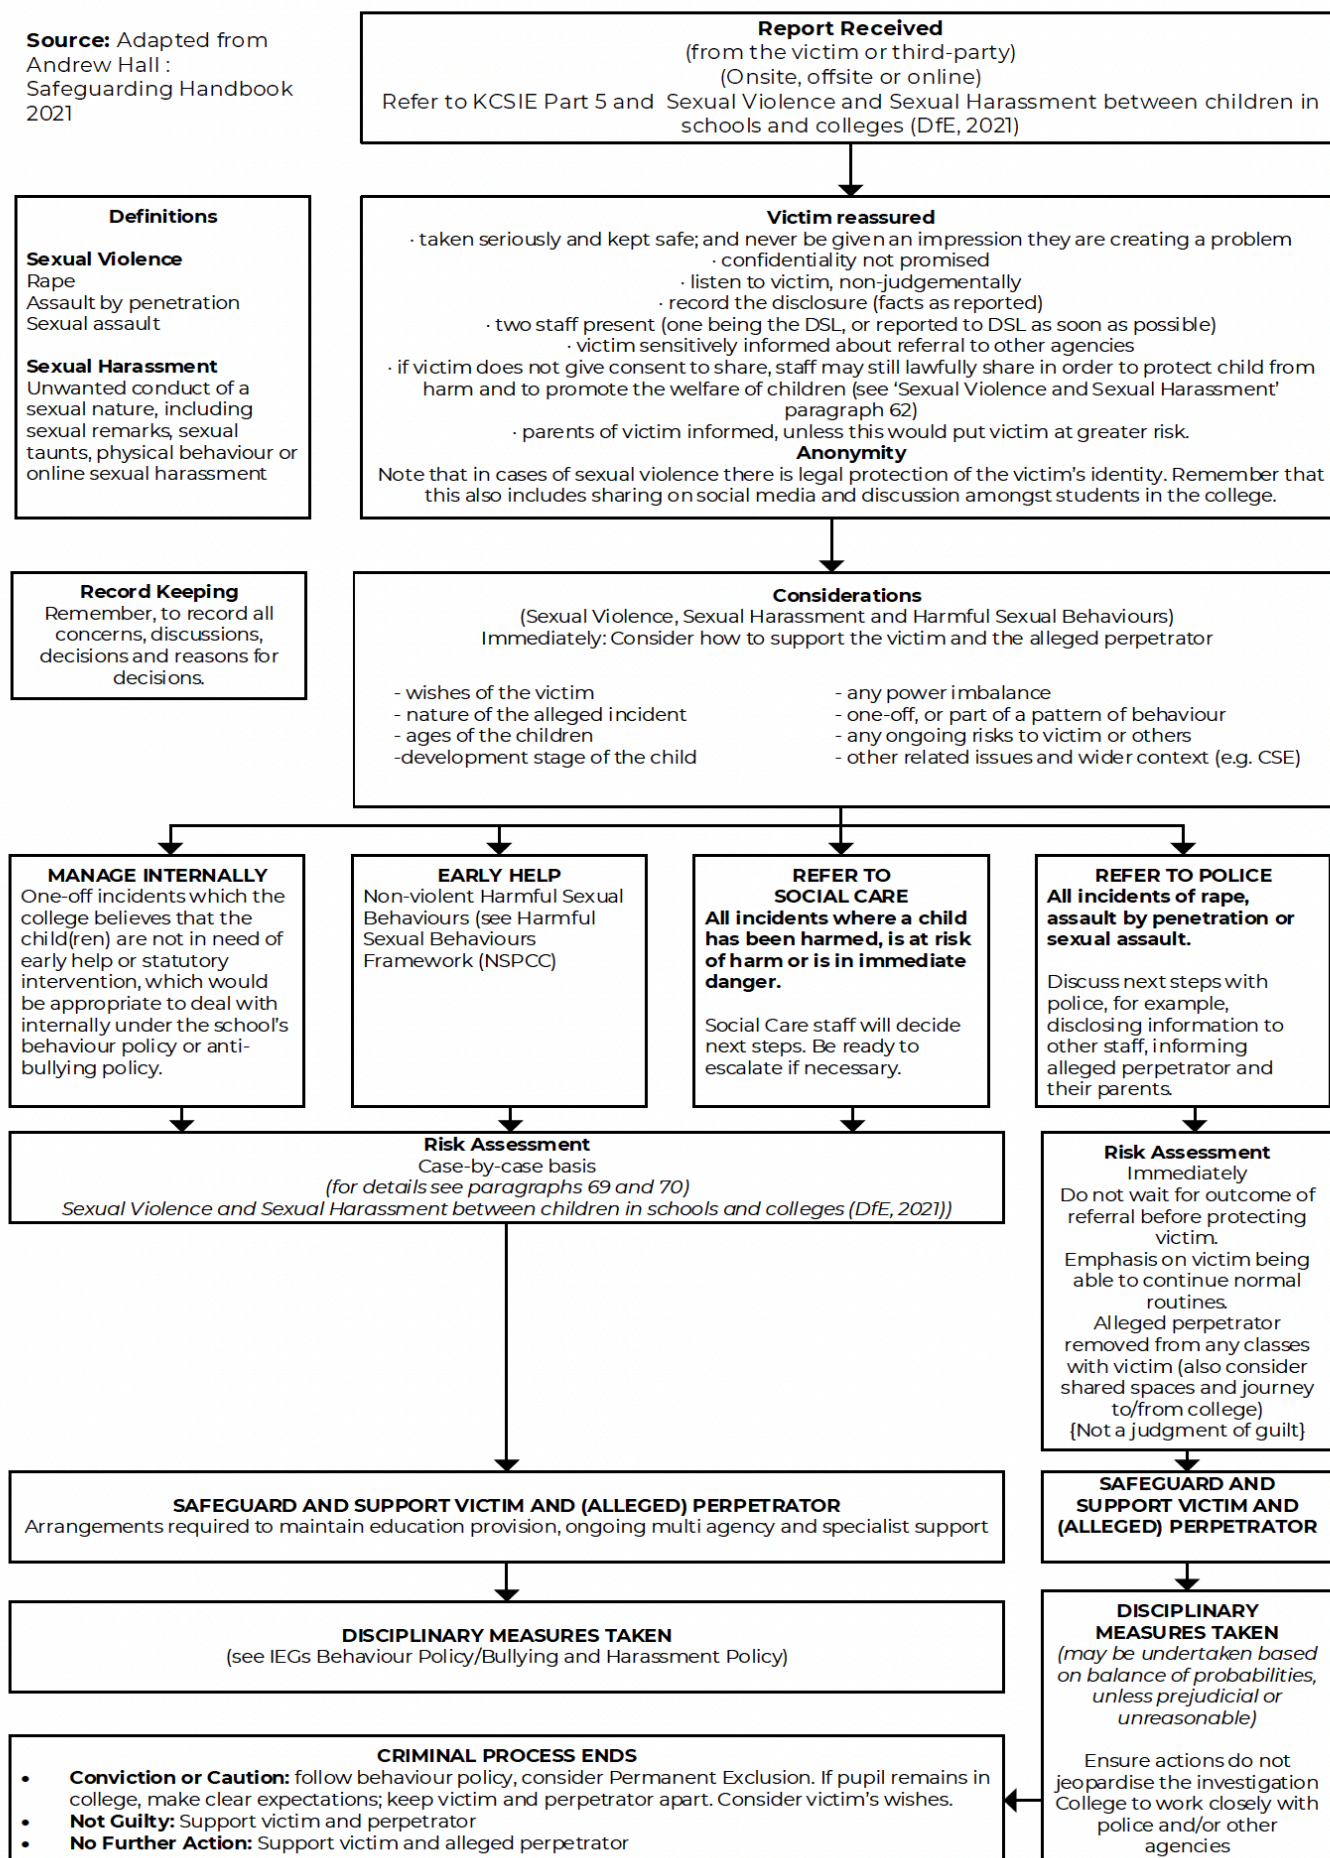 Source: Adapted from
Andrew Hall :
Safeguarding Handbook
2021
Report Received
(from the victim or third-party)
(Onsite, offsite or online)
Refer to KCSIE Part 5 and Sexual Violence and Sexual Harassment between children in
schools and colleges (DfE, 2021)
Definitions
Sexual Violence
Rape
Assault by penetration
Sexual assault
Sexual Harassment
Unwanted conduct of a
sexual nature, including
sexual remarks, sexual
taunts, physical behaviour or
online sexual harassment
Victim reassured
· taken seriously and kept safe; and never be given an impression they are creating a problem
· confidentiality not promised
· listen to victim, non-judgementally
· record the disclosure (facts as reported)
· two staff present (one being the DSL, or reported to DSL as soon as possible)
· victim sensitively informed about referral to other agencies
· if victim does not give consent to share, staff may still lawfully share in order to protect child from
harm and to promote the welfare of children (see ‘Sexual Violence and Sexual Harassment’
paragraph 62)
· parents of victim informed, unless this would put victim at greater risk.
Anonymity
Note that in cases of sexual violence there is legal protection of the victim’s identity. Remember that
this also includes sharing on social media and discussion amongst students in the college.
Record Keeping
Remember, to record all
concerns, discussions,
decisions and reasons for
decisions.
Considerations
(Sexual Violence, Sexual Harassment and Harmful Sexual Behaviours)
Immediately: Consider how to support the victim and the alleged perpetrator
- wishes of the victim
- nature of the alleged incident
- ages of the children
-development stage of the child
- any power imbalance
- one-off, or part of a pattern of behaviour
- any ongoing risks to victim or others
- other related issues and wider context (e.g. CSE)
MANAGE INTERNALLY
One-off incidents which the
college believes that the
child(ren) are not in need of
early help or statutory
intervention, which would
be appropriate to deal with
internally under the school’s
behaviour policy or anti-
bullying policy.
EARLY HELP
Non-violent Harmful Sexual
Behaviours (see Harmful
Sexual Behaviours
Framework (NSPCC)
REFER TO
SOCIAL CARE
All incidents where a child
has been harmed, is at risk
of harm or is in immediate
danger.
Social Care staff will decide
next steps. Be ready to
escalate if necessary.
REFER TO POLICE
All incidents of rape,
assault by penetration or
sexual assault.
Discuss next steps with
police, for example,
disclosing information to
other staff, informing
alleged perpetrator and
their parents.
Risk Assessment
Case-by-case basis
(for details see paragraphs 69 and 70)
Sexual Violence and Sexual Harassment between children in schools and colleges (DfE, 2021))
Risk Assessment
Immediately
Do not wait for outcome of
referral before protecting
victim.
Emphasis on victim being
able to continue normal
routines.
Alleged perpetrator
removed from any classes
with victim (also consider
shared spaces and journey
to/from college)
{Not a judgment of guilt}
SAFEGUARD AND SUPPORT VICTIM AND (ALLEGED) PERPETRATOR
Arrangements required to maintain education provision, ongoing multi agency and specialist support
SAFEGUARD AND
SUPPORT VICTIM AND
(ALLEGED) PERPETRATOR
DISCIPLINARY MEASURES TAKEN
(see IEGs Behaviour Policy/Bullying and Harassment Policy)
DISCIPLINARY
MEASURES TAKEN
(may be undertaken based
on balance of probabilities,
unless prejudicial or
unreasonable)
Ensure actions do not
jeopardise the investigation
College to work closely with
police and/or other
agencies
CRIMINAL PROCESS ENDS
• Conviction or Caution: follow behaviour policy, consider Permanent Exclusion. If pupil remains in
college, make clear expectations; keep victim and perpetrator apart. Consider victim’s wishes.
• Not Guilty: Support victim and perpetrator
• No Further Action: Support victim and alleged perpetrator